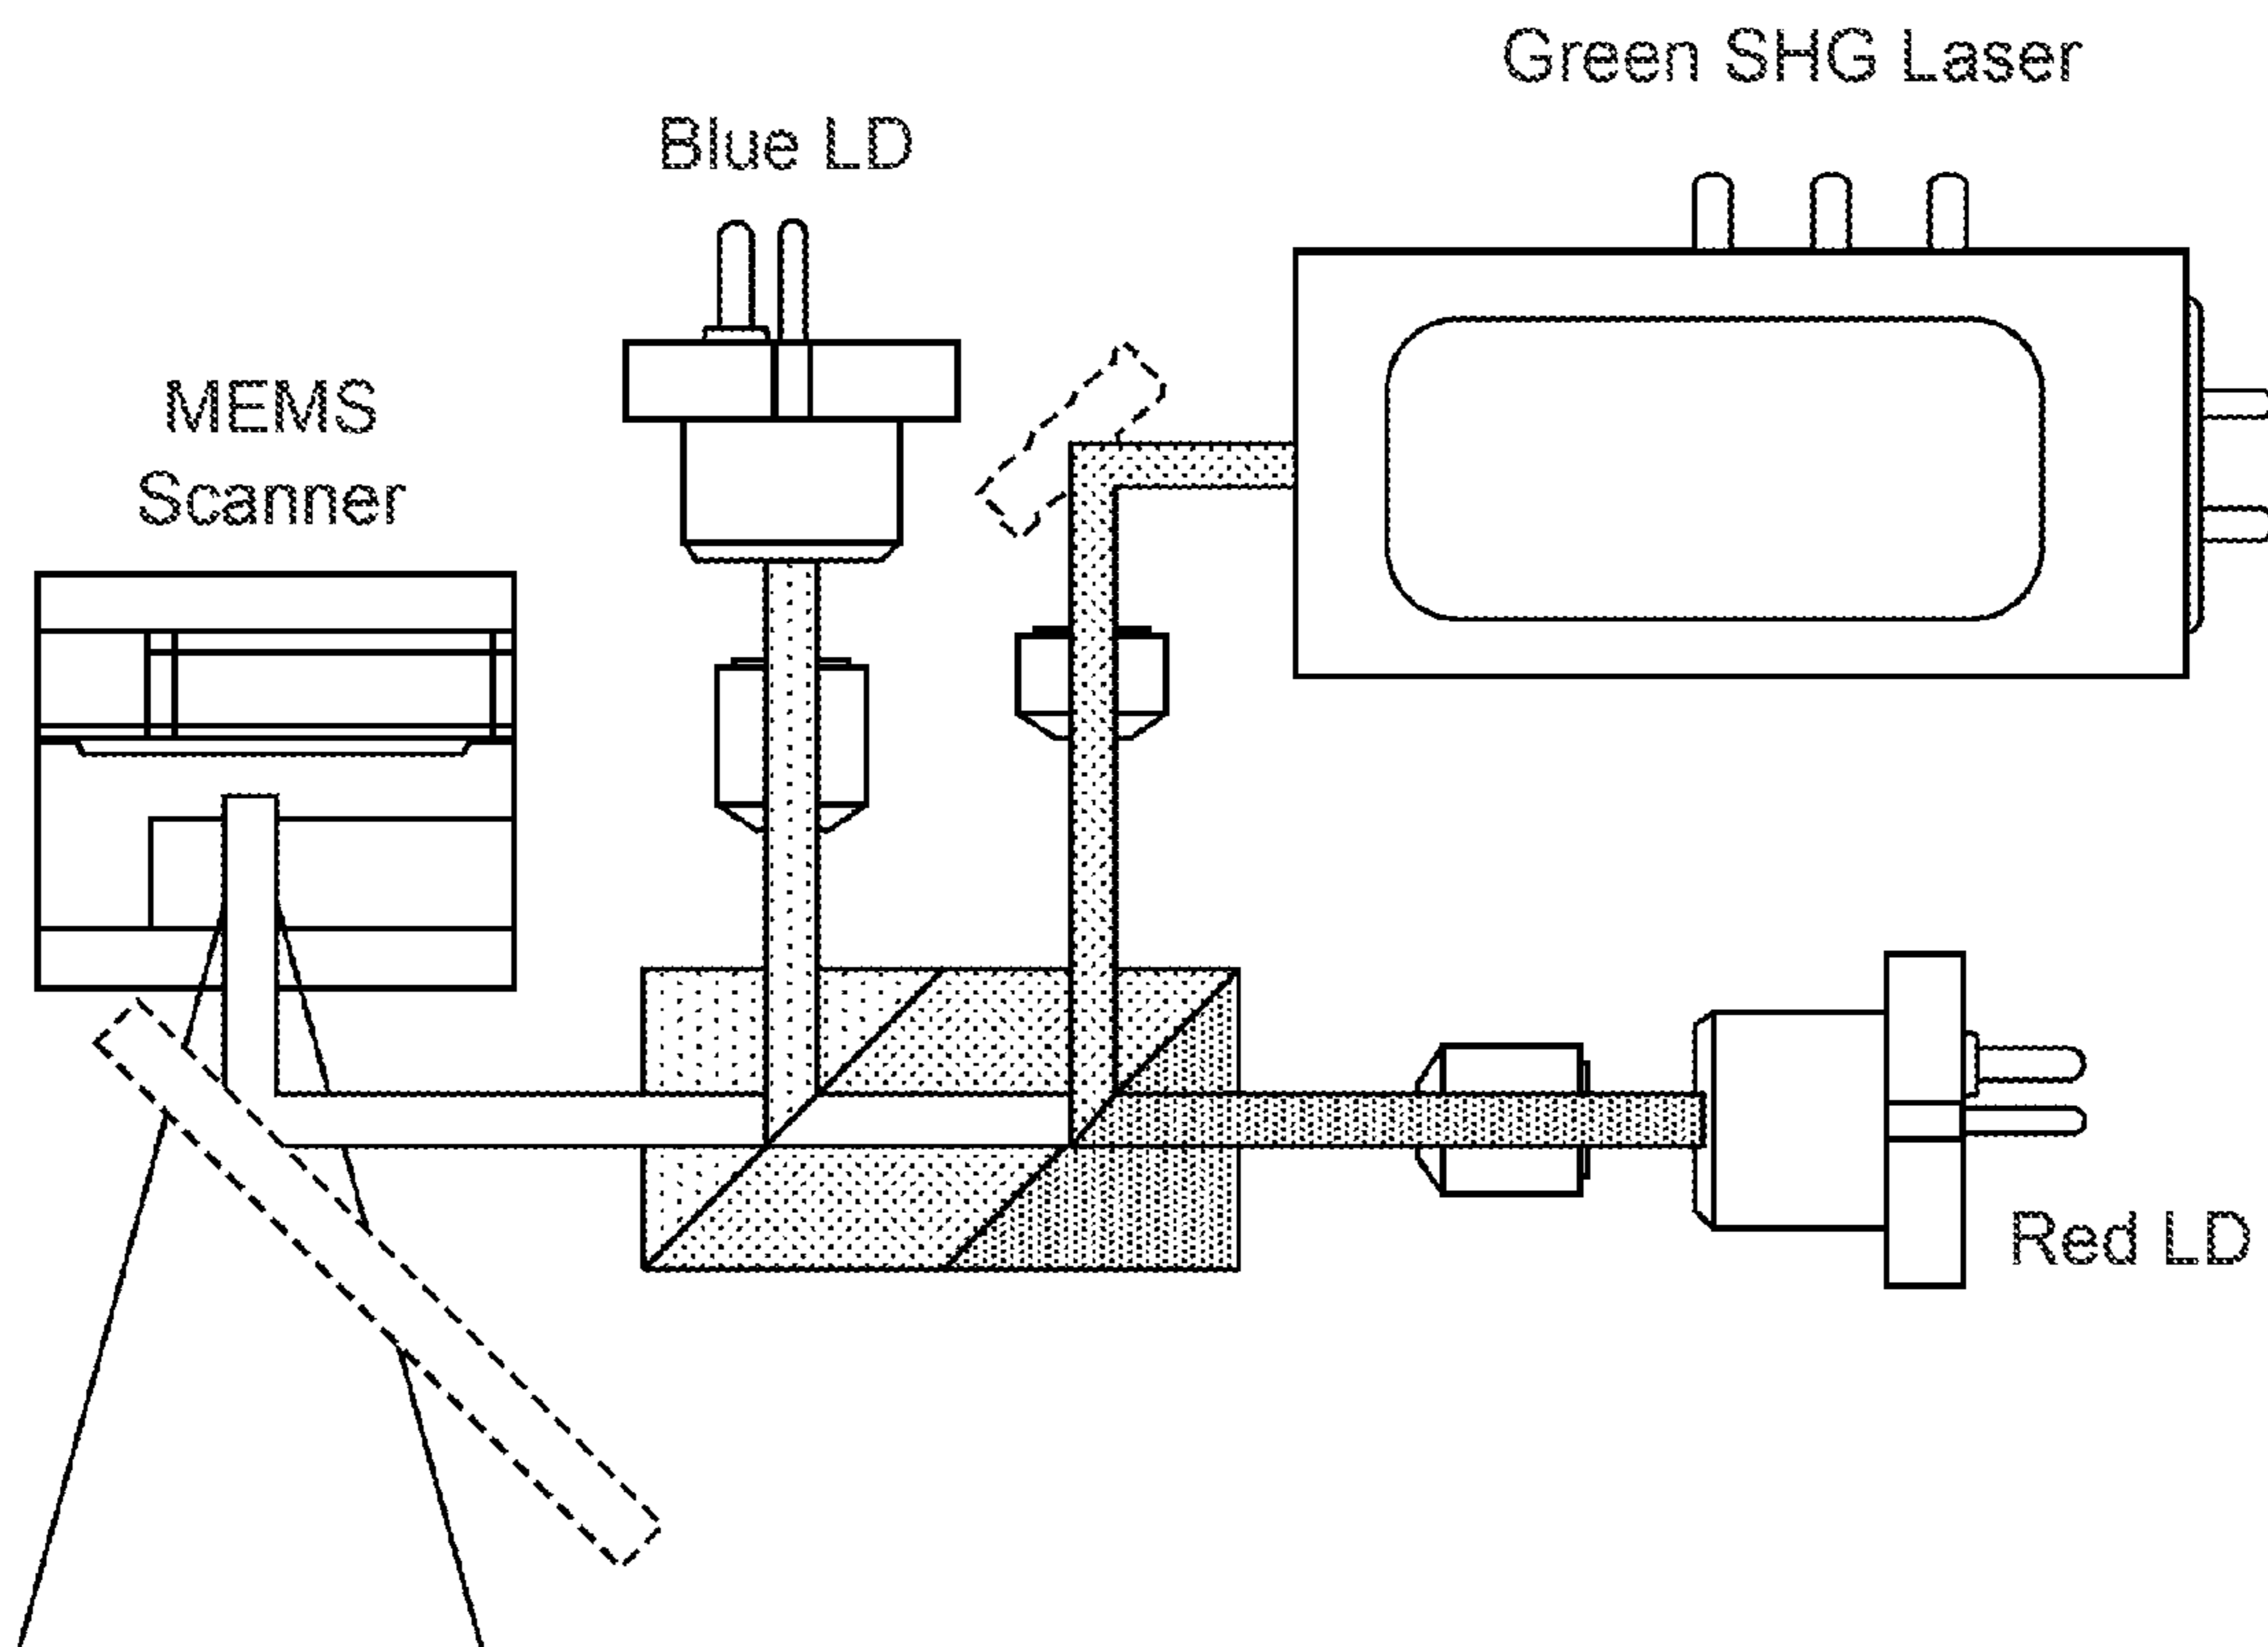 Green SHG Laser
Blue LD
MEMS
Scanner
Red LD